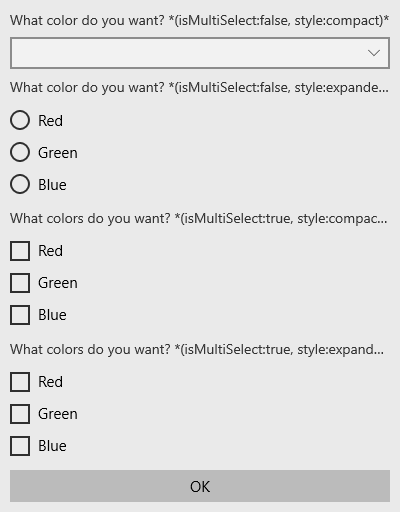 What color do you want? *(isMultiSelect:false, style:compact)*
What color do you want? *(isMultiSelect:false, style:expande...
Red
Green
Blue
What colors do you want? *(isMultiSelect:true, style:compac...
Red
Green
Blue
What colors do you want? *(isMultiSelect:true, style:expand...
Red
Green
Blue
OK